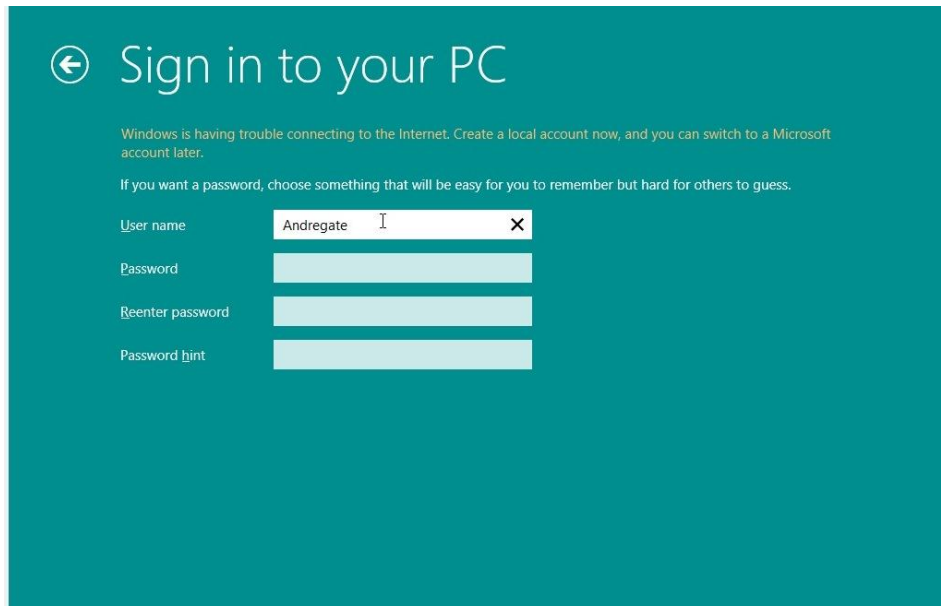 Sign in to your PC
Windows is having trouble connecting to the Internet. Create a local account now, and you can switch to a Microsoft
account later.
If you want a password, choose something that will be easy for you to remember but hard for others to guess.
User name Andregate
Password
Reenter password
Password hint